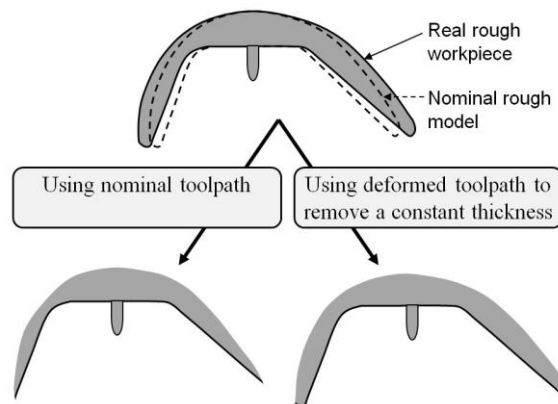 Real rough
workpiece
Nominal rough
model
Using nominal toolpath
Using deformed toolpath to
remove a constant thickness